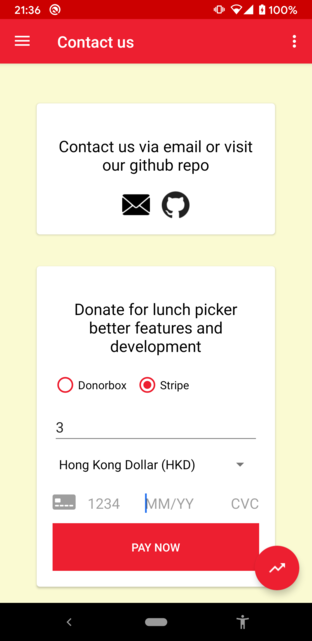 21:36
100%
Contact us
Contact us via email or visit
our github repo
Donate for lunch picker
better features and
development
Donorbox
Stripe
3
Hong Kong Dollar (HKD)
1234
MM/YY
CVC
PAY NOW